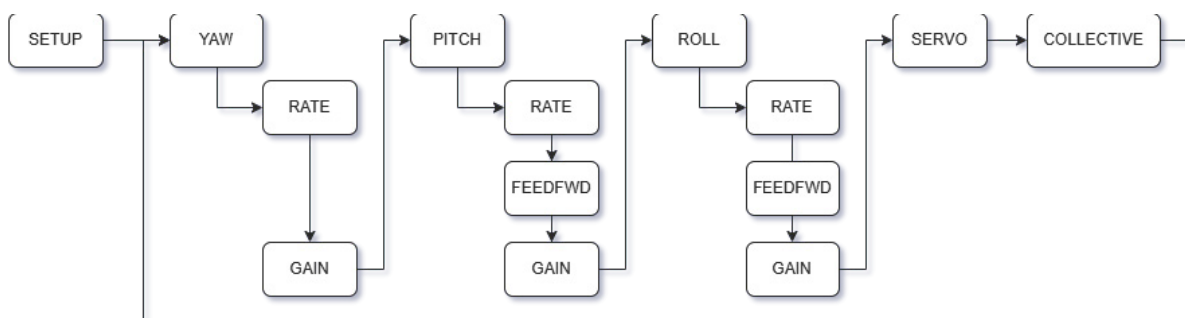 SETUP
YAW
PITCH
ROLL
SERVO
COLLECTIVE
RATE
RATE
RATE
FEEDFWD
FEEDFWD
GAIN
GAIN
GAIN